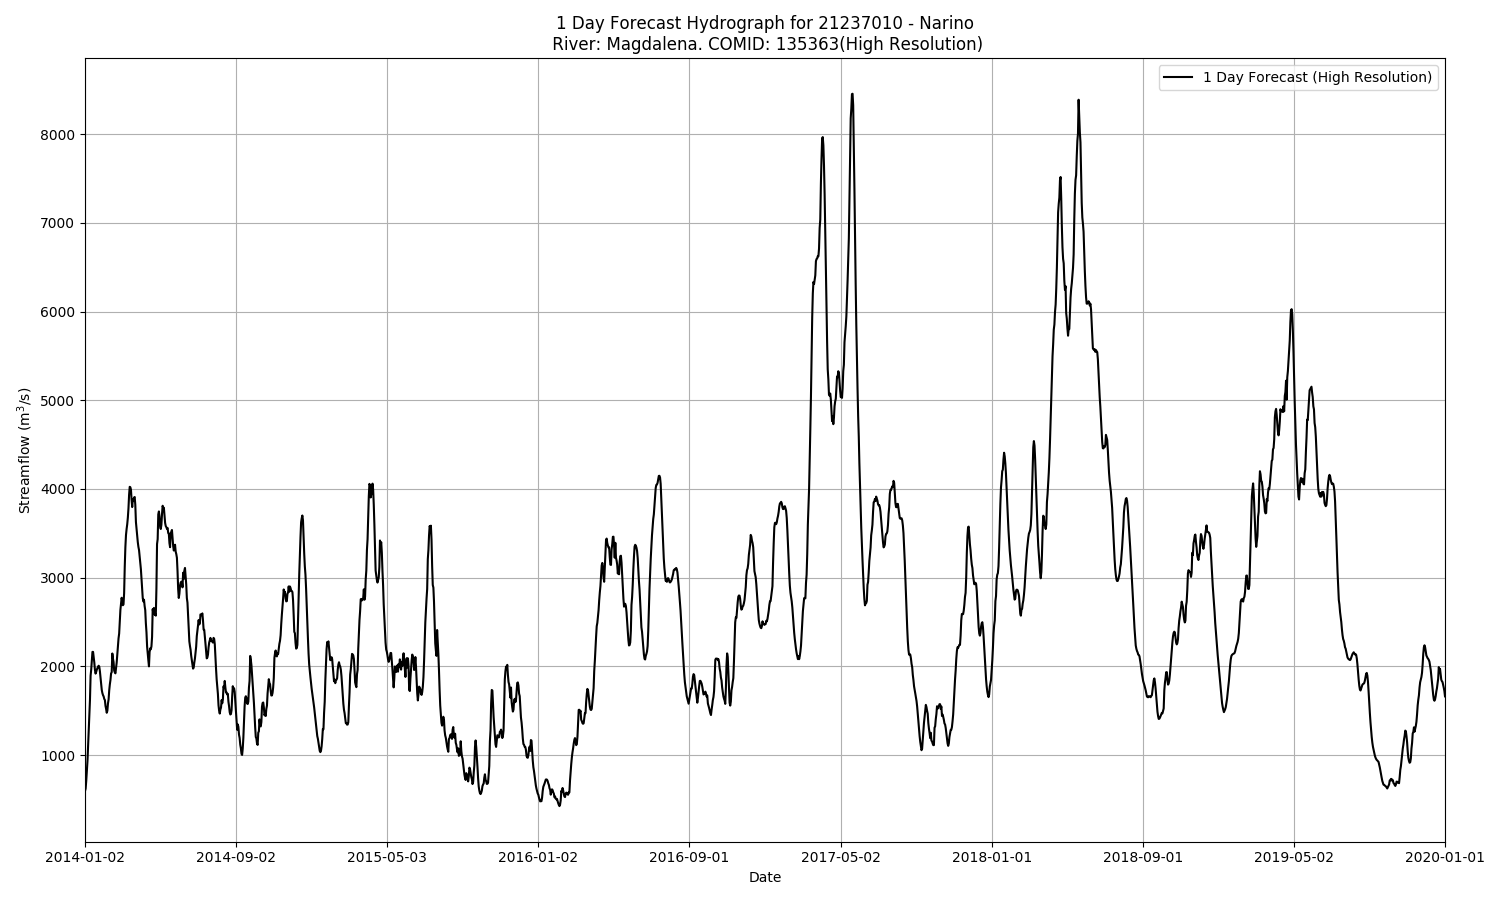 1 Day Forecast Hydrograph for 21237010 - Narino
River: Magdalena. COMID: 135363(High Resolution)
1 Day Forecast (High Resolution)
8000
7000
6000
5000
4000
3000
2000
1000
Streamflow (m³/s)
2014-01-02 2014-09-02 2015-05-03 2016-01-02 2016-09-01 2017-05-02 2018-01-01 2018-09-01 2019-05-02 2020-01-01
Date